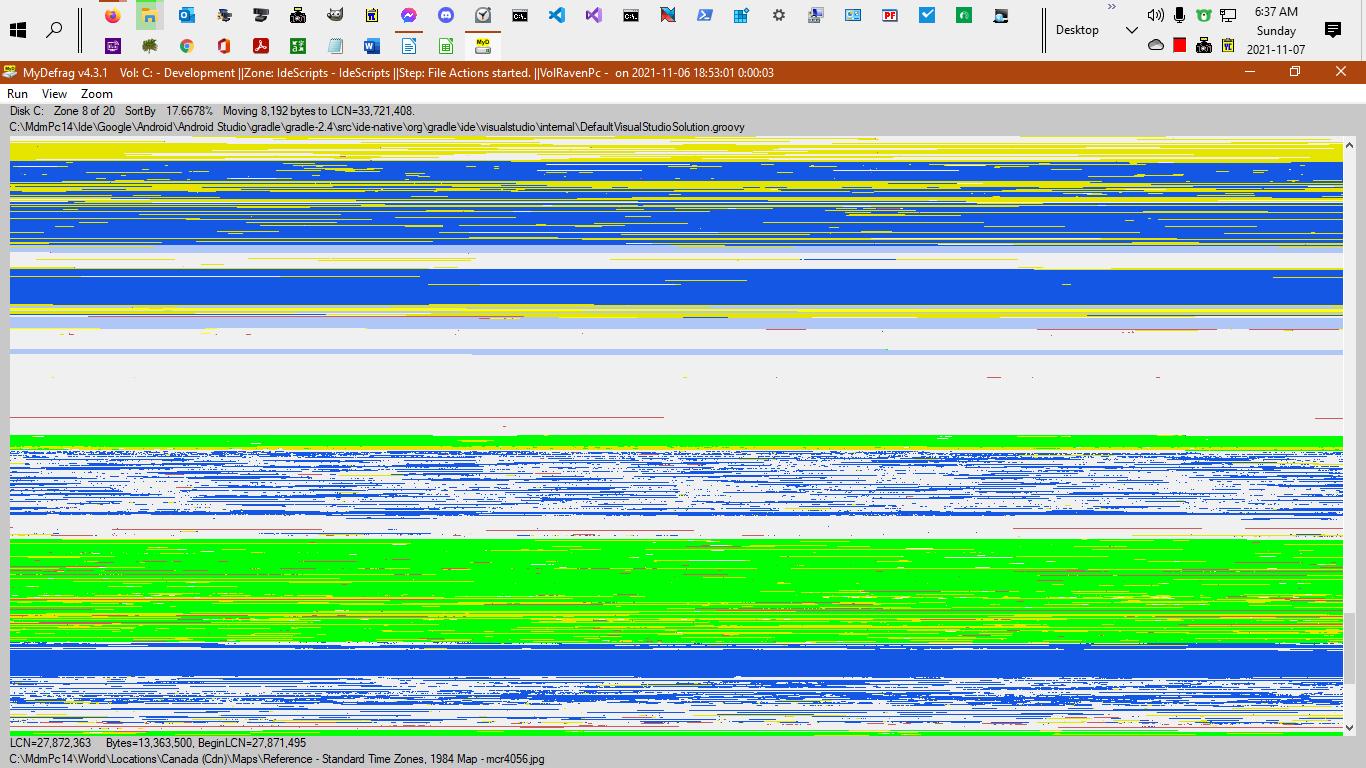 6:37 AM
Desktop
Sunday
2021-11-07
MyDefrag v4.3.1    Vol: C: - Development ||Zone: IdeScripts - IdeScripts ||Step: File Actions started. ||VolRavenPc -  on 2021-11-06 18:53:01 0:00:03
Run    View    Zoom
Disk C:    Zone 8 of 20    SortBy    17.6678%    Moving 8,192 bytes to LCN=33,721,408.
C:\MdmPc14\Ide\Google\Android\Android Studio\gradle\gradle-2.4\src\ide-native\org\gradle\ide\visualstudio\internal\DefaultVisualStudioSolution.groovy
LCN=27,872,363    Bytes=13,363,500, BeginLCN=27,871,495
C:\MdmPc14\World\Locations\Canada (Cdn)\Maps\Reference - Standard Time Zones, 1984 Map - mcr4056.jpg